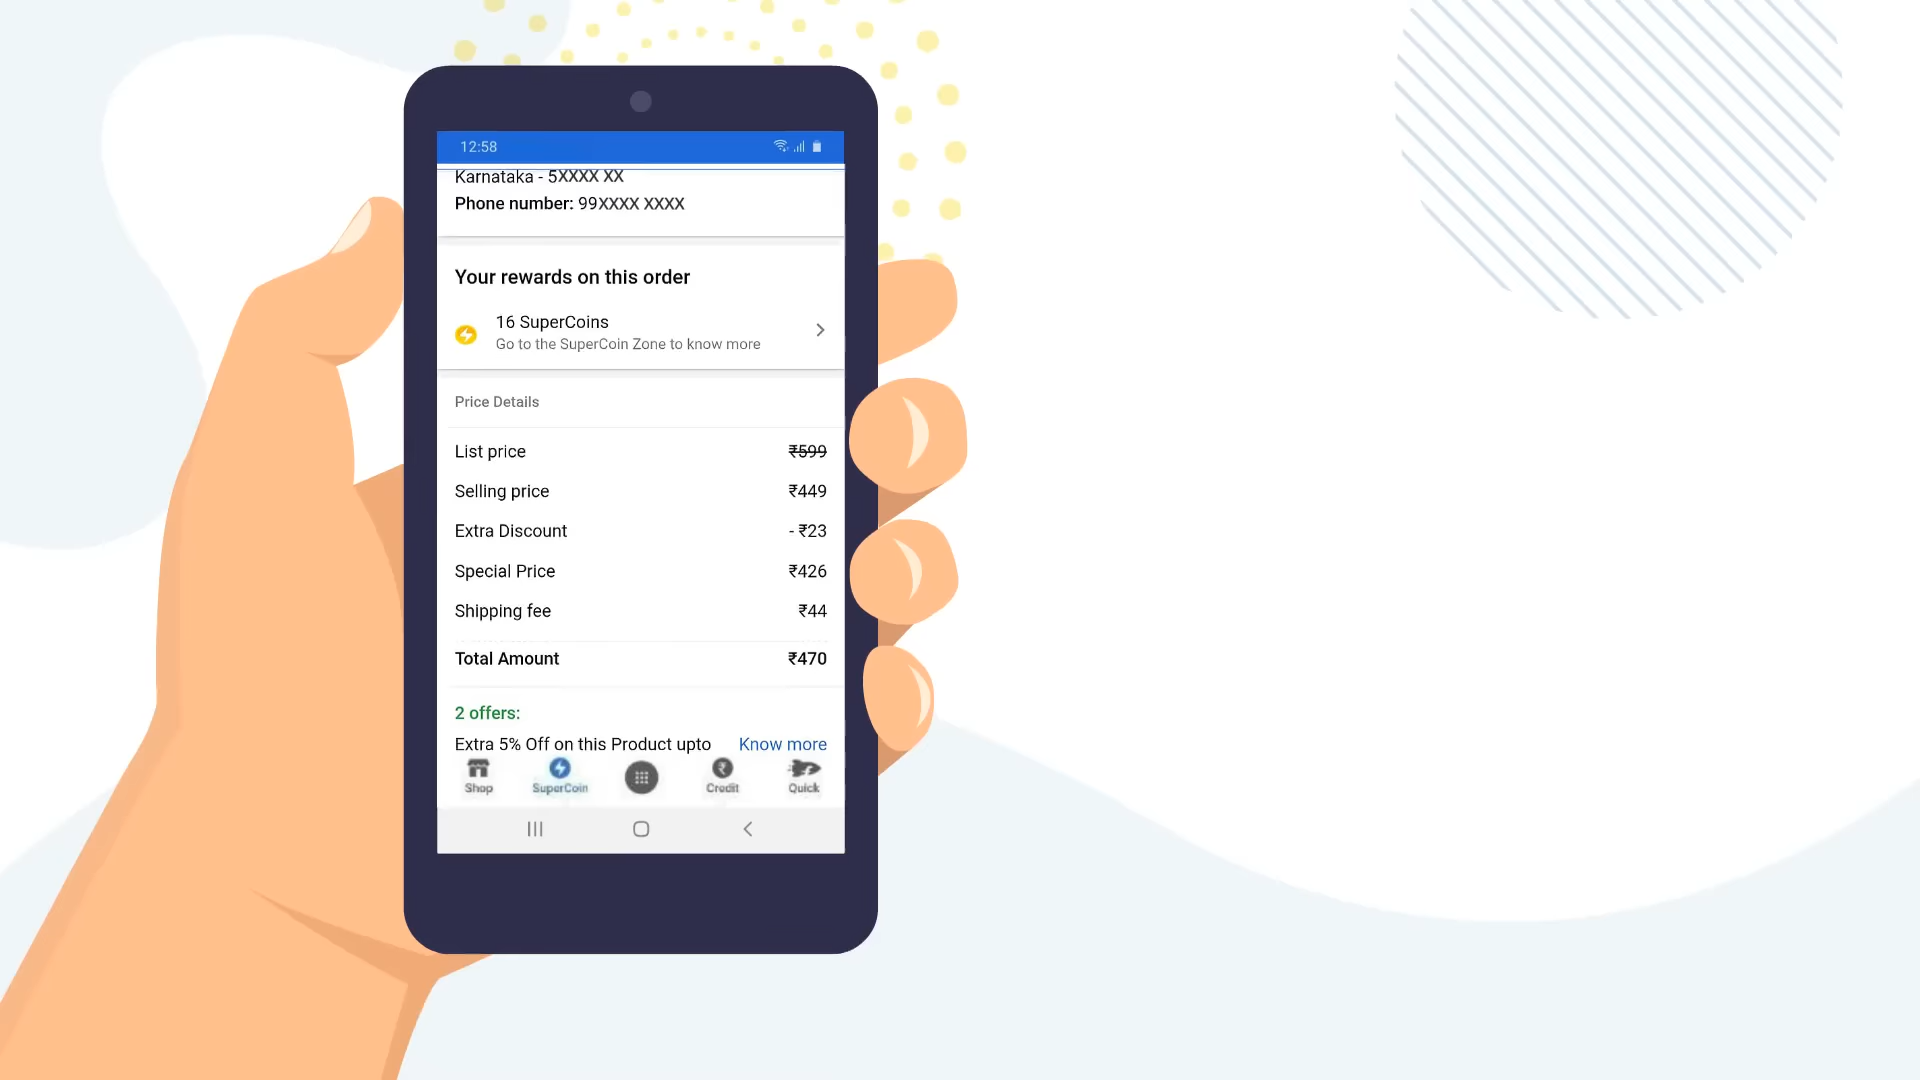 12:58
Karnataka - 5XXXX XX
Phone number: 99XXXX XXXX
Your rewards on this order
16 SuperCoins
Go to the SuperCoin Zone to know more
Price Details
List price ₹599
Selling price ₹449
Extra Discount - ₹23
Special Price ₹426
Shipping fee ₹44
Total Amount ₹470
2 offers:
Extra 5% Off on this Product upto Know more
Shop SuperCoin Credit Quick